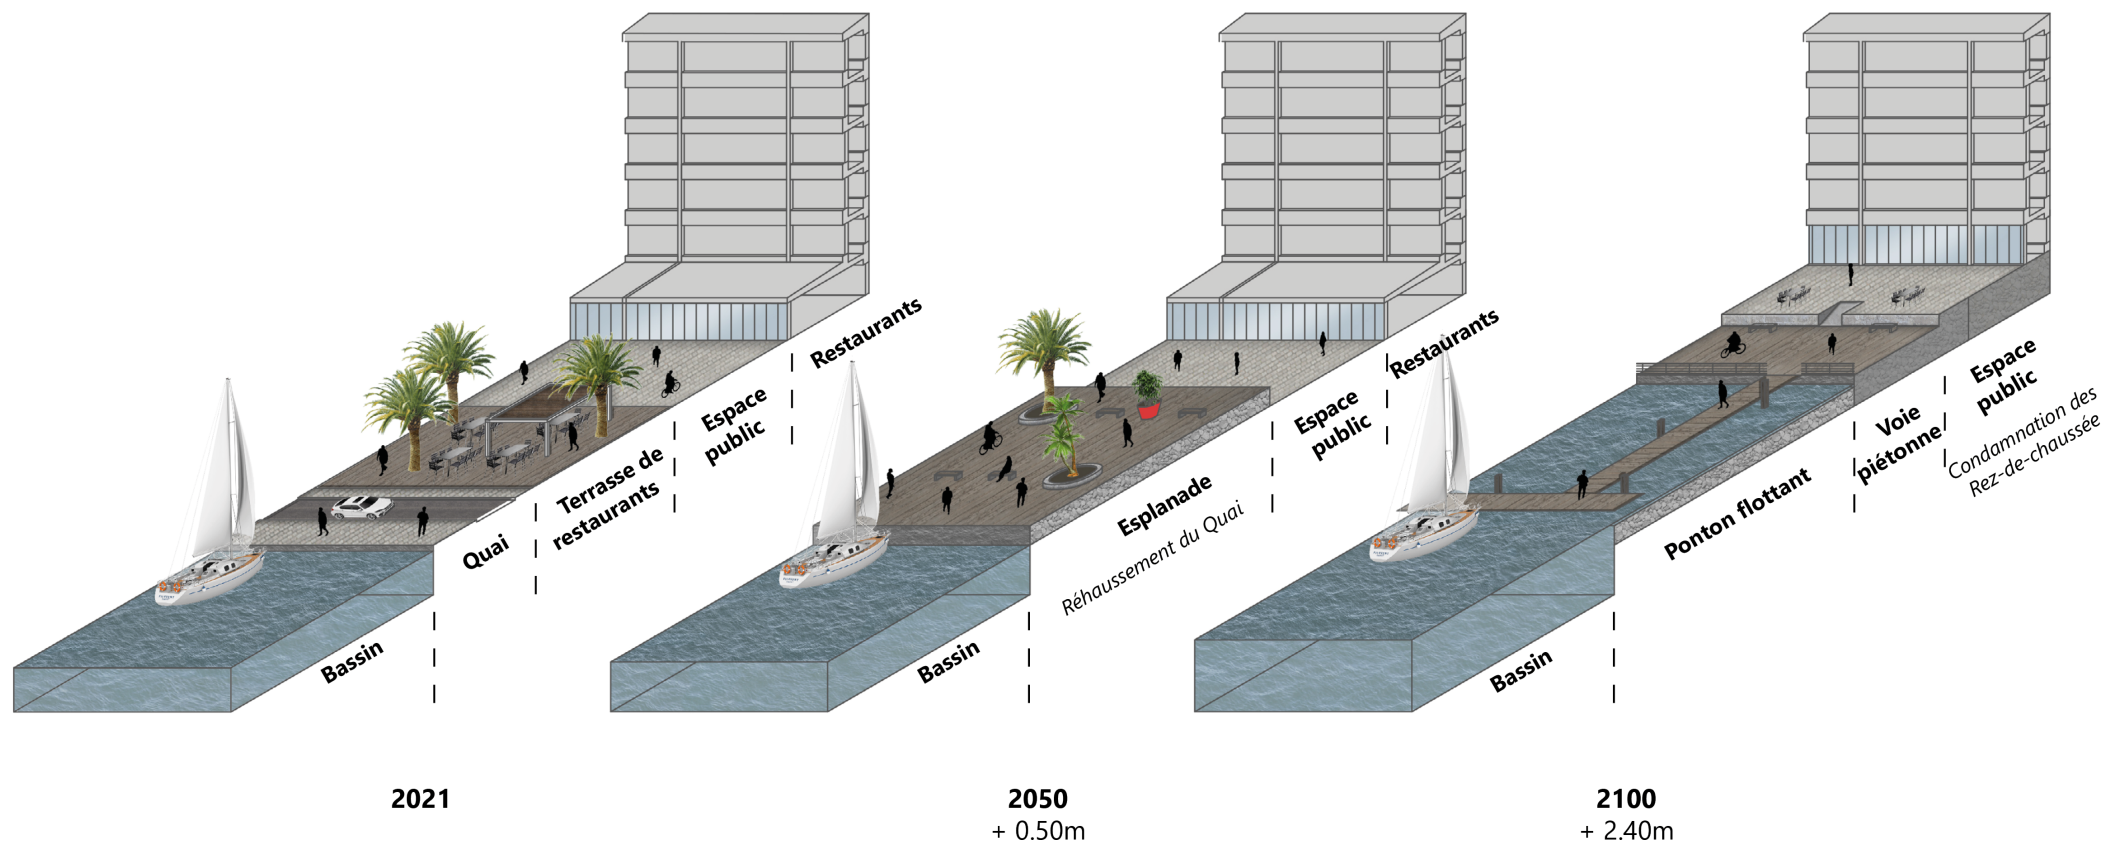 Restaurants
Espace
public
Terrasse de
restaurants
Quai
Bassin
2021
Restaurants
Espace
public
Esplanade
Réhaussement du Quai
Bassin
2050
+ 0.50m
Espace
public
Condamnation des
Rez-de-chaussée
Voie
piétonne
Ponton flottant
Bassin
2100
+ 2.40m